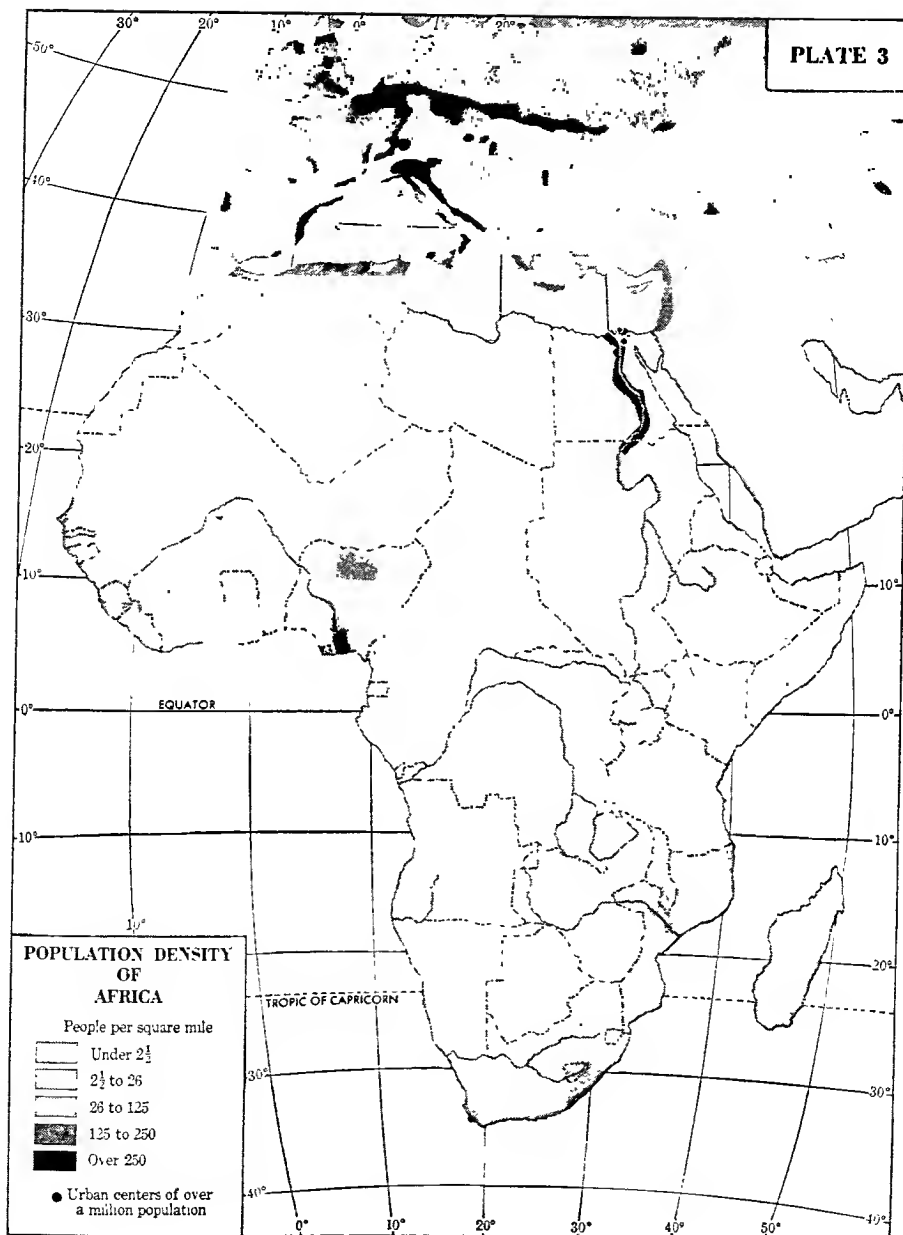 30° 20° 10° 0° 20°
PLATE 3
50°
40°
30°
20°
10° 10°
EQUATOR
0° 0°
10° 10°
10°
20°
TROPIC OF CAPRICORN
30° 30°
40° 40°
0° 10° 20° 30° 40° 50°
POPULATION DENSITY
OF
AFRICA
People per square mile
Under 2½
2½ to 26
26 to 125
125 to 250
Over 250
Urban centers of over
a million population